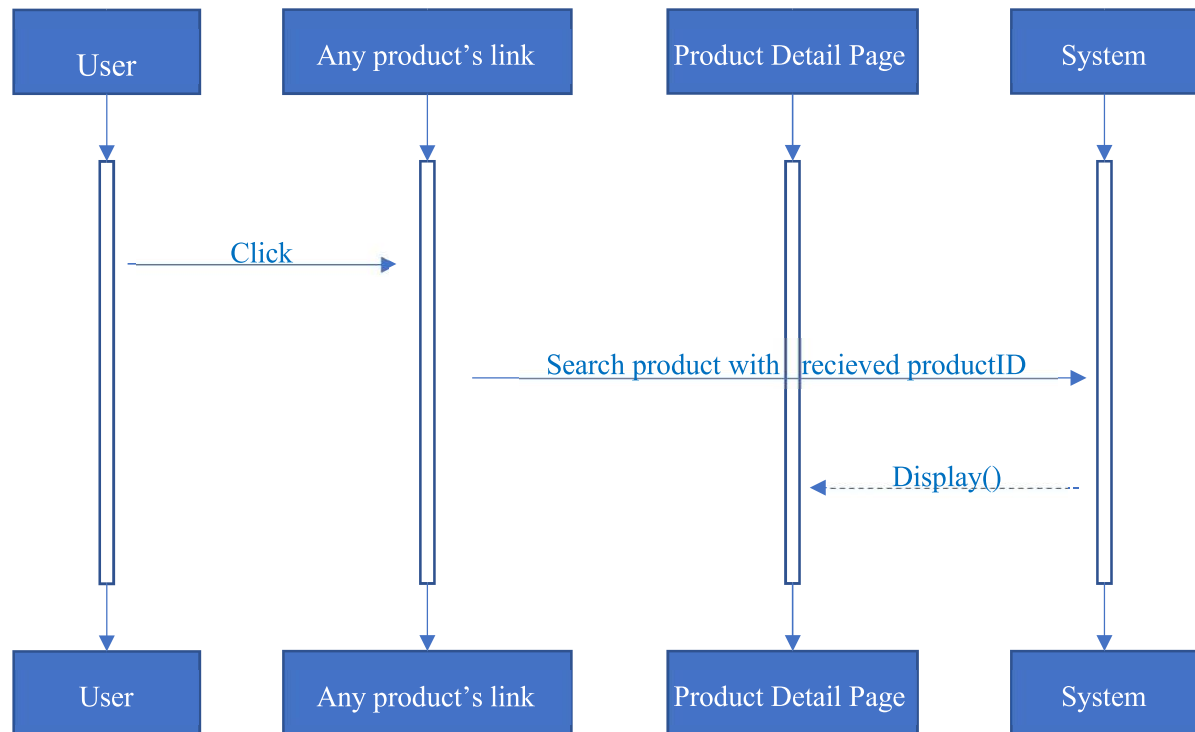 User
Any product's link
Product Detail Page
System
Click
Search product with recieved productID
Display()
User
Any product's link
Product Detail Page
System